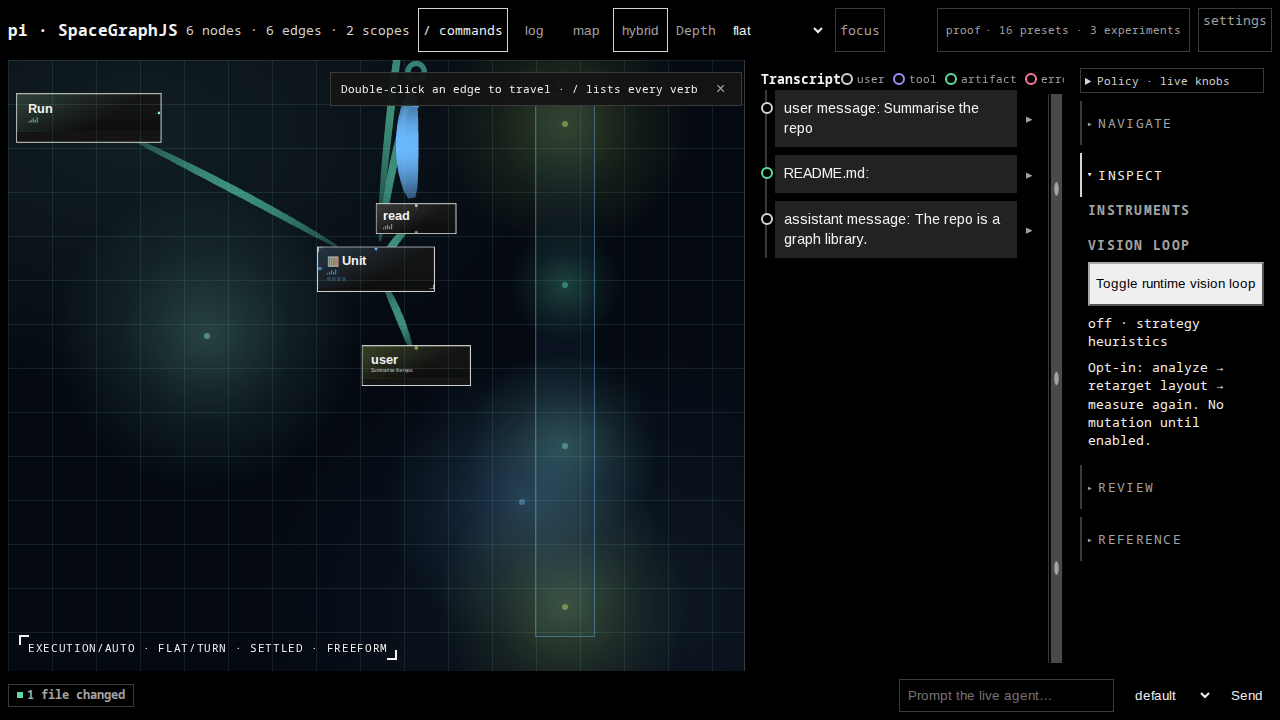 pi · SpaceGraphJS 6 nodes · 6 edges · 2 scopes / commands log map hybrid Depth flat focus proof · 16 presets · 3 experiments settings
Double-click an edge to travel · / lists every verb ×
Run
read
Unit
user
Summarise the repo
EXECUTION/AUTO · FLAT/TURN · SETTLED · FREEFORM
Transcript user tool artifact
user message: Summarise the
repo
README.md:
assistant message: The repo is a
graph library.
Policy · live knobs
NAVIGATE
INSPECT
INSTRUMENTS
VISION LOOP
Toggle runtime vision loop
off · strategy
heuristics
Opt-in: analyze →
retarget layout →
measure again. No
mutation until
enabled.
REVIEW
REFERENCE
1 file changed
Prompt the live agent… default Send